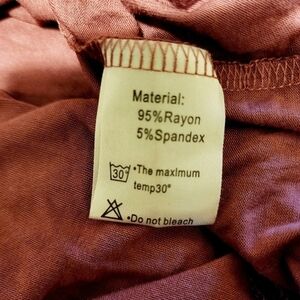 Material:
95%Rayon
5%Spandex
30°
•The maximum
temp30°
•Do not bleach